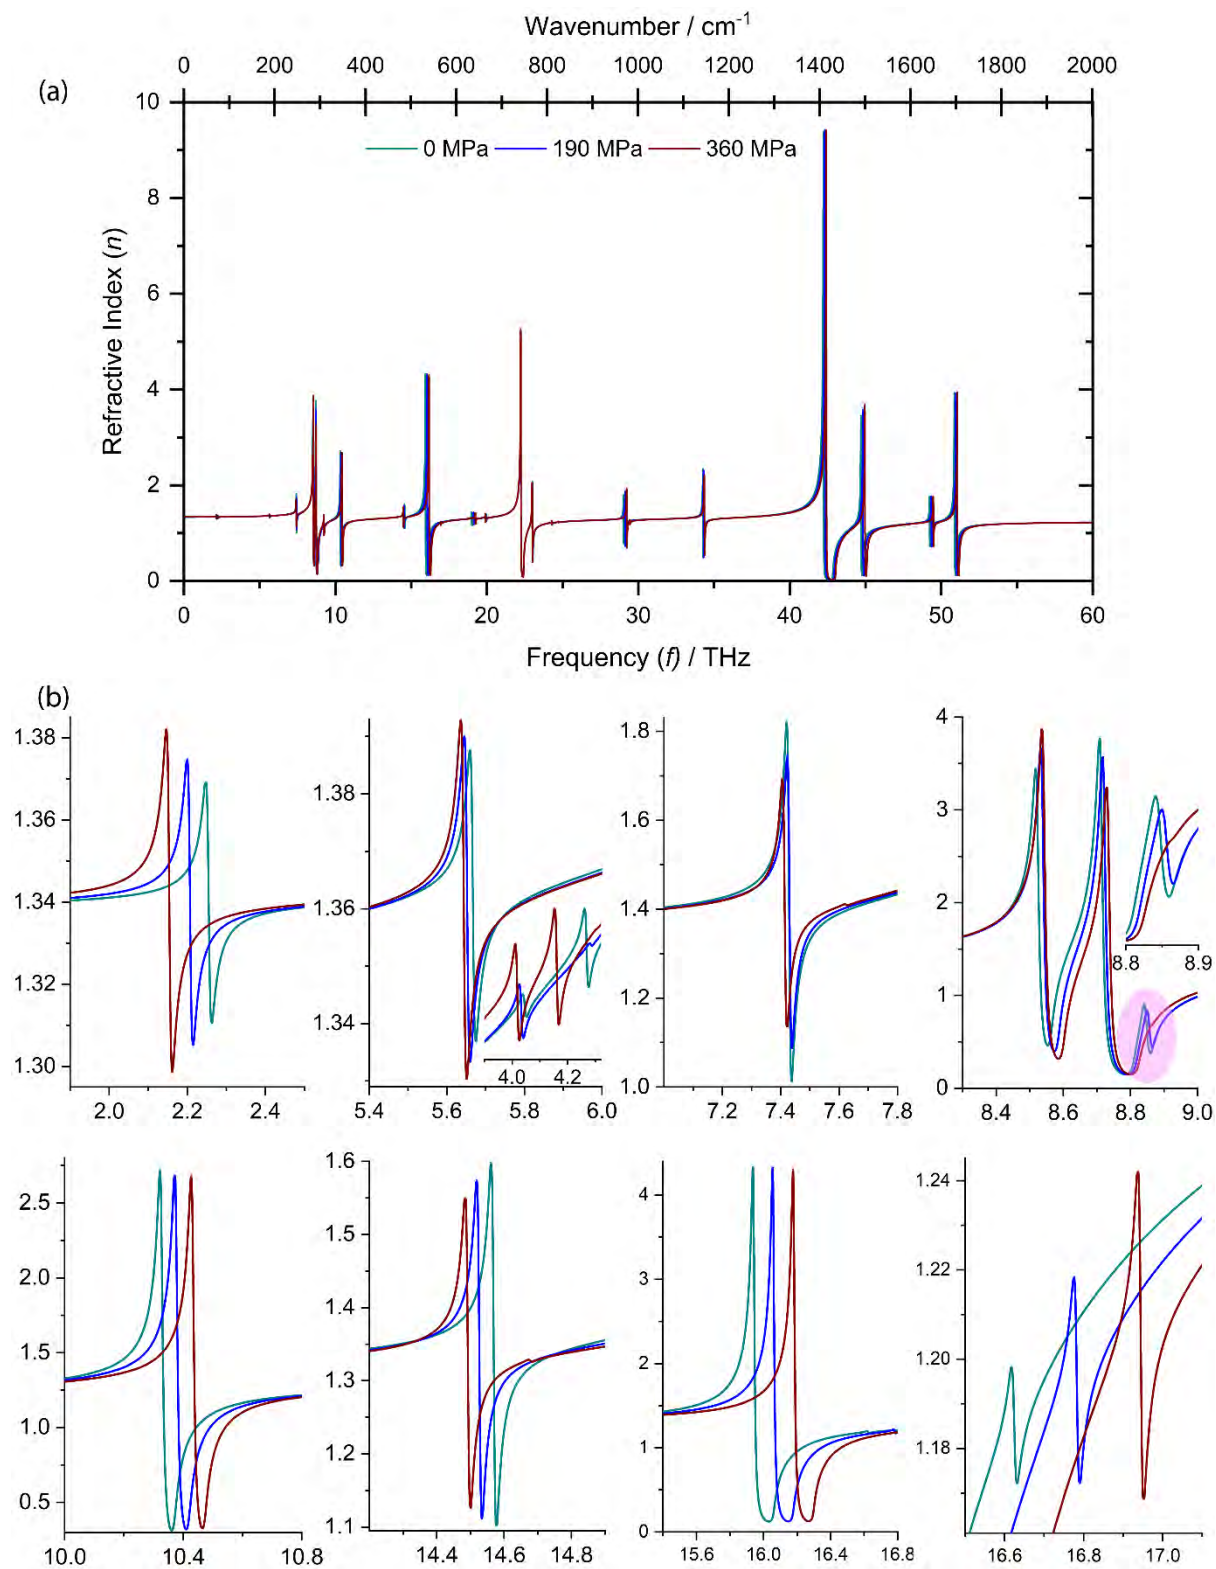 Wavenumber / cm⁻¹
0 200 400 600 800 1000 1200 1400 1600 1800 2000
(a)
10
8
6
4
2
0
Refractive Index (n)
0 MPa 190 MPa 360 MPa
0 10 20 30 40 50 60
Frequency (f) / THz
(b)
1.38
1.36
1.34
1.32
1.30
2.0 2.2 2.4
1.38
1.36
1.34
4.0 4.2
5.4 5.6 5.8 6.0
1.8
1.6
1.4
1.2
1.0
7.2 7.4 7.6 7.8
4
3
2
1
0
8.8 8.9
8.4 8.6 8.8 9.0
2.5
2.0
1.5
1.0
0.5
10.0 10.4 10.8
1.6
1.5
1.4
1.3
1.2
1.1
14.4 14.6 14.8
4
3
2
1
0
15.6 16.0 16.4 16.8
1.24
1.22
1.20
1.18
16.6 16.8 17.0